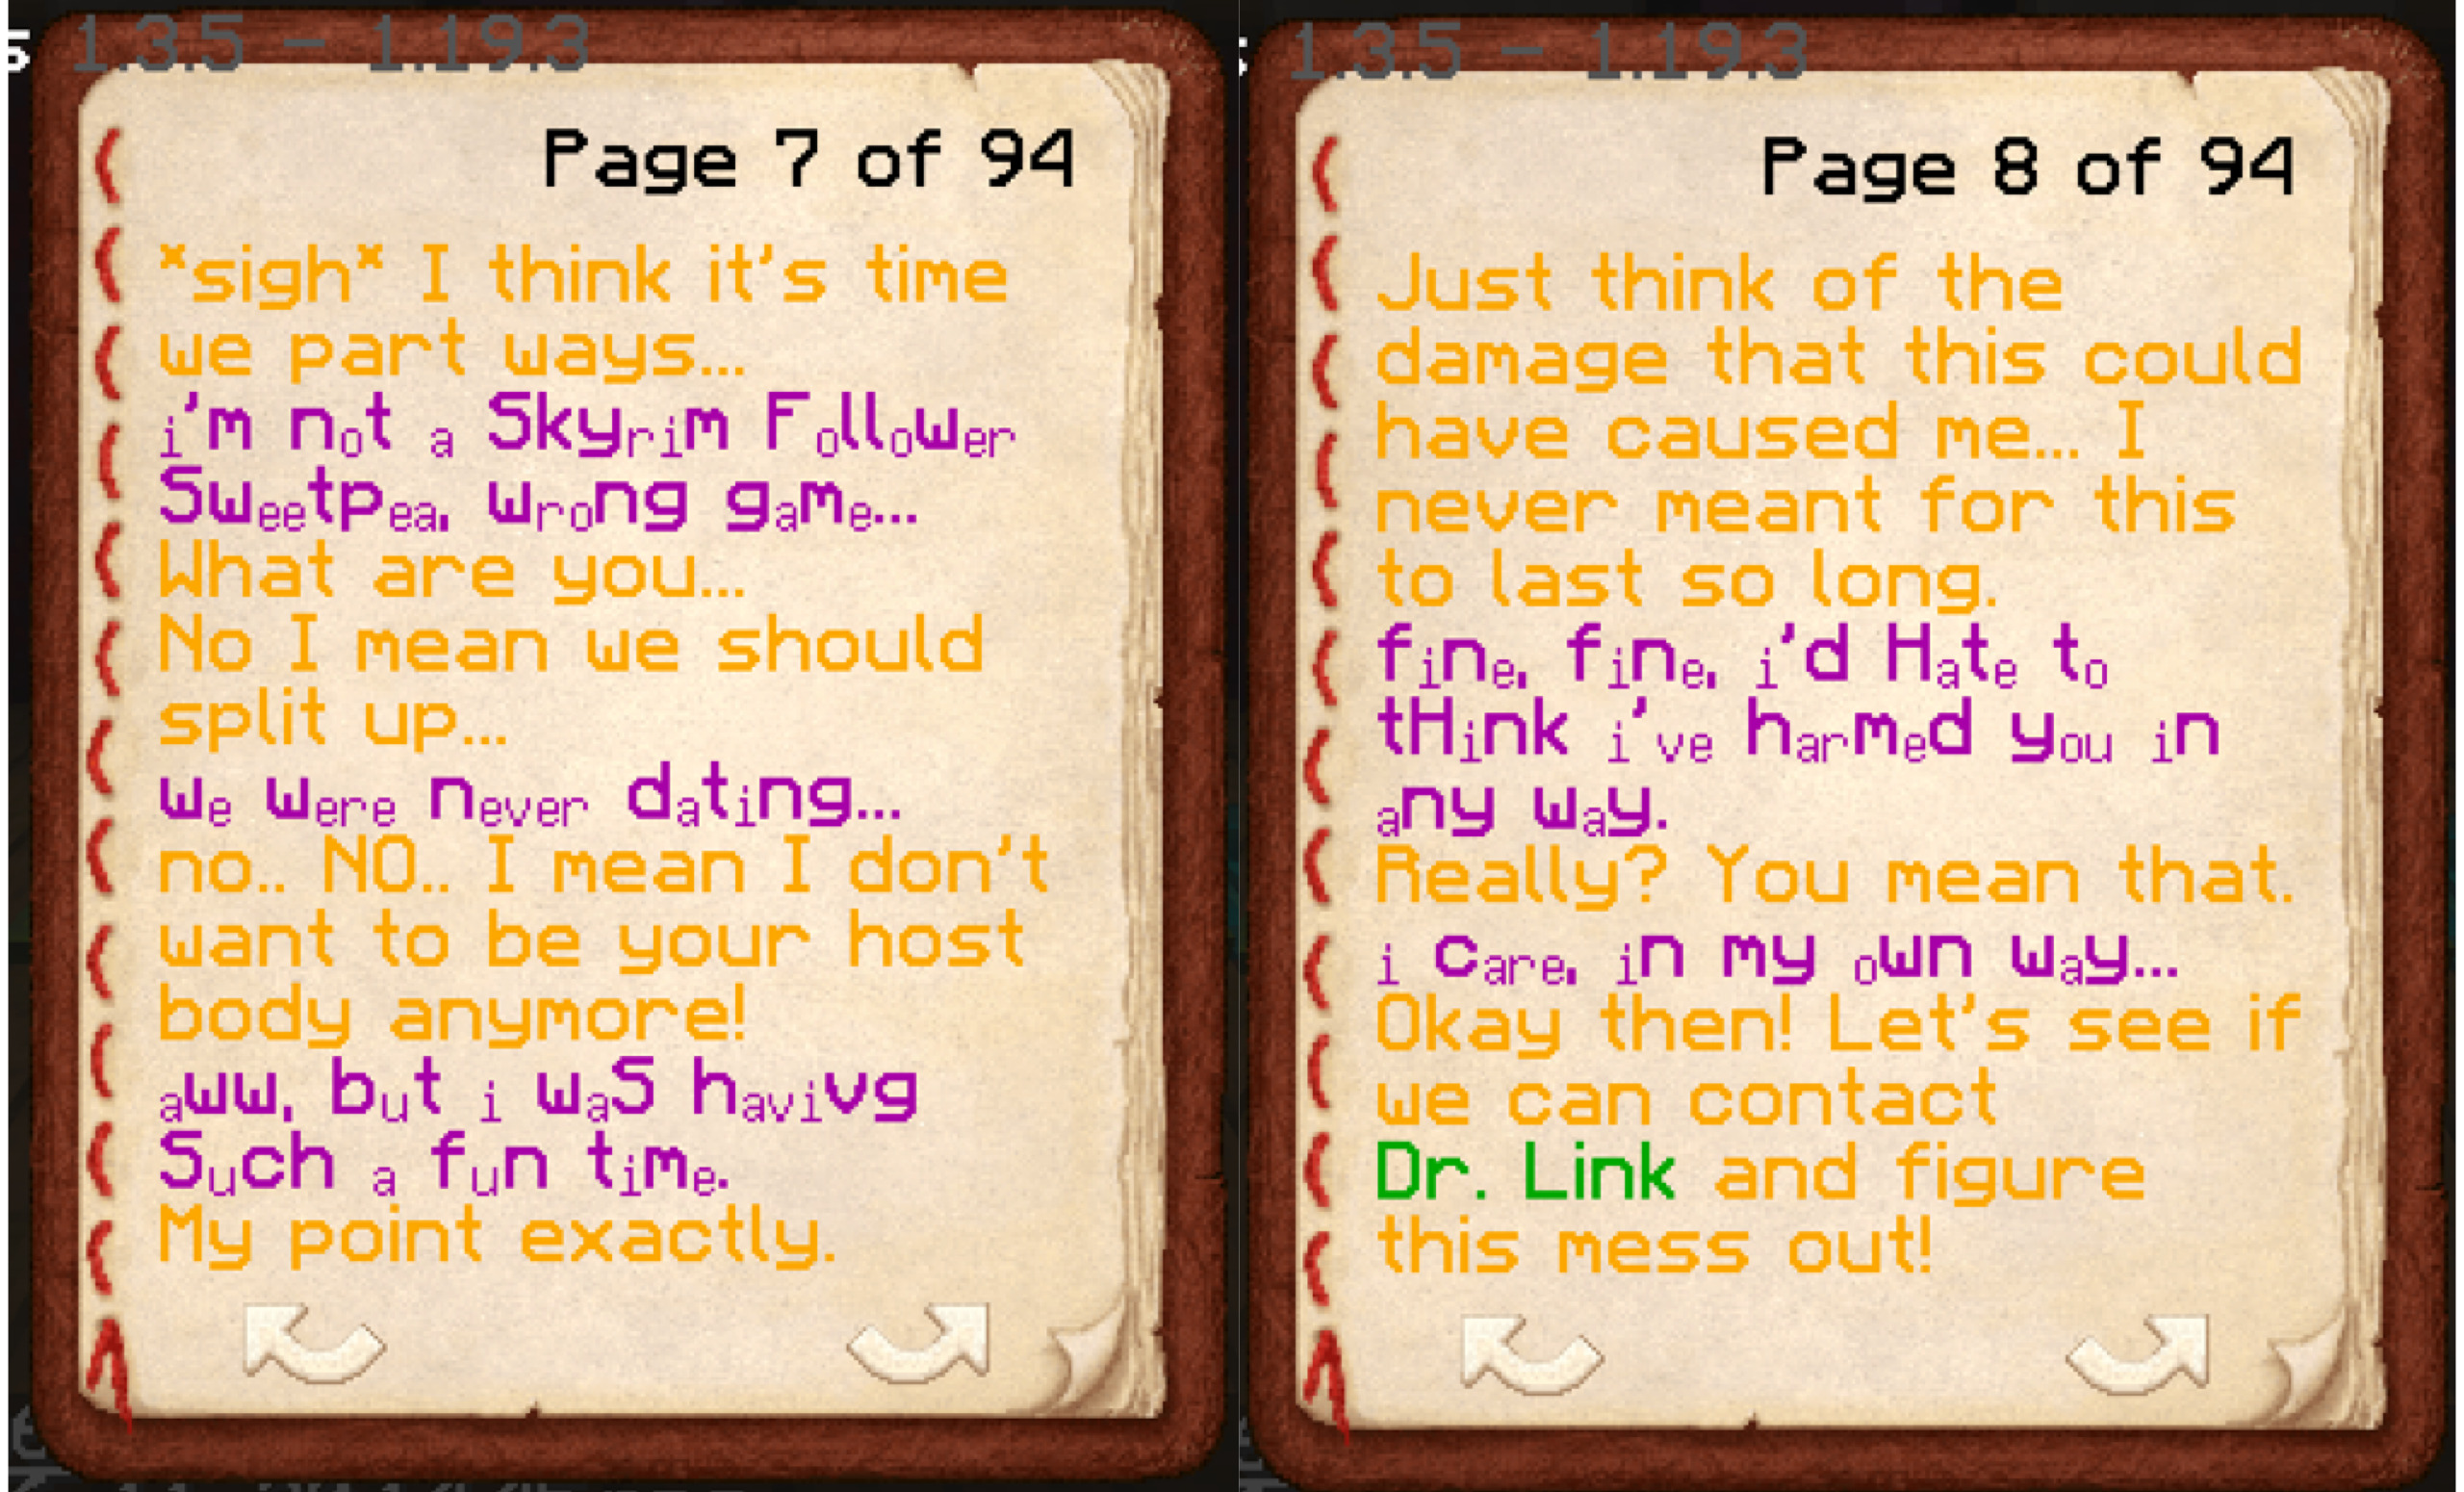 1.3.5 - 1.19.3
Page 7 of 94
*sigh* I think it's time
we part ways...
i'm not a Skyrim Follower
Sweetpea, wrong game...
What are you...
No I mean we should
split up...
we were never dating...
no.. NO.. I mean I don't
want to be your host
body anymore!
aww, but i waS havivg
Such a fun time.
My point exactly.
1.3.5 - 1.19.3
Page 8 of 94
Just think of the
damage that this could
have caused me... I
never meant for this
to last so long.
fine, fine, i'd Hate to
tHink i've harmed you in
any way.
Really? You mean that.
i care, in my own way...
Okay then! Let's see if
we can contact
Dr. Link and figure
this mess out!